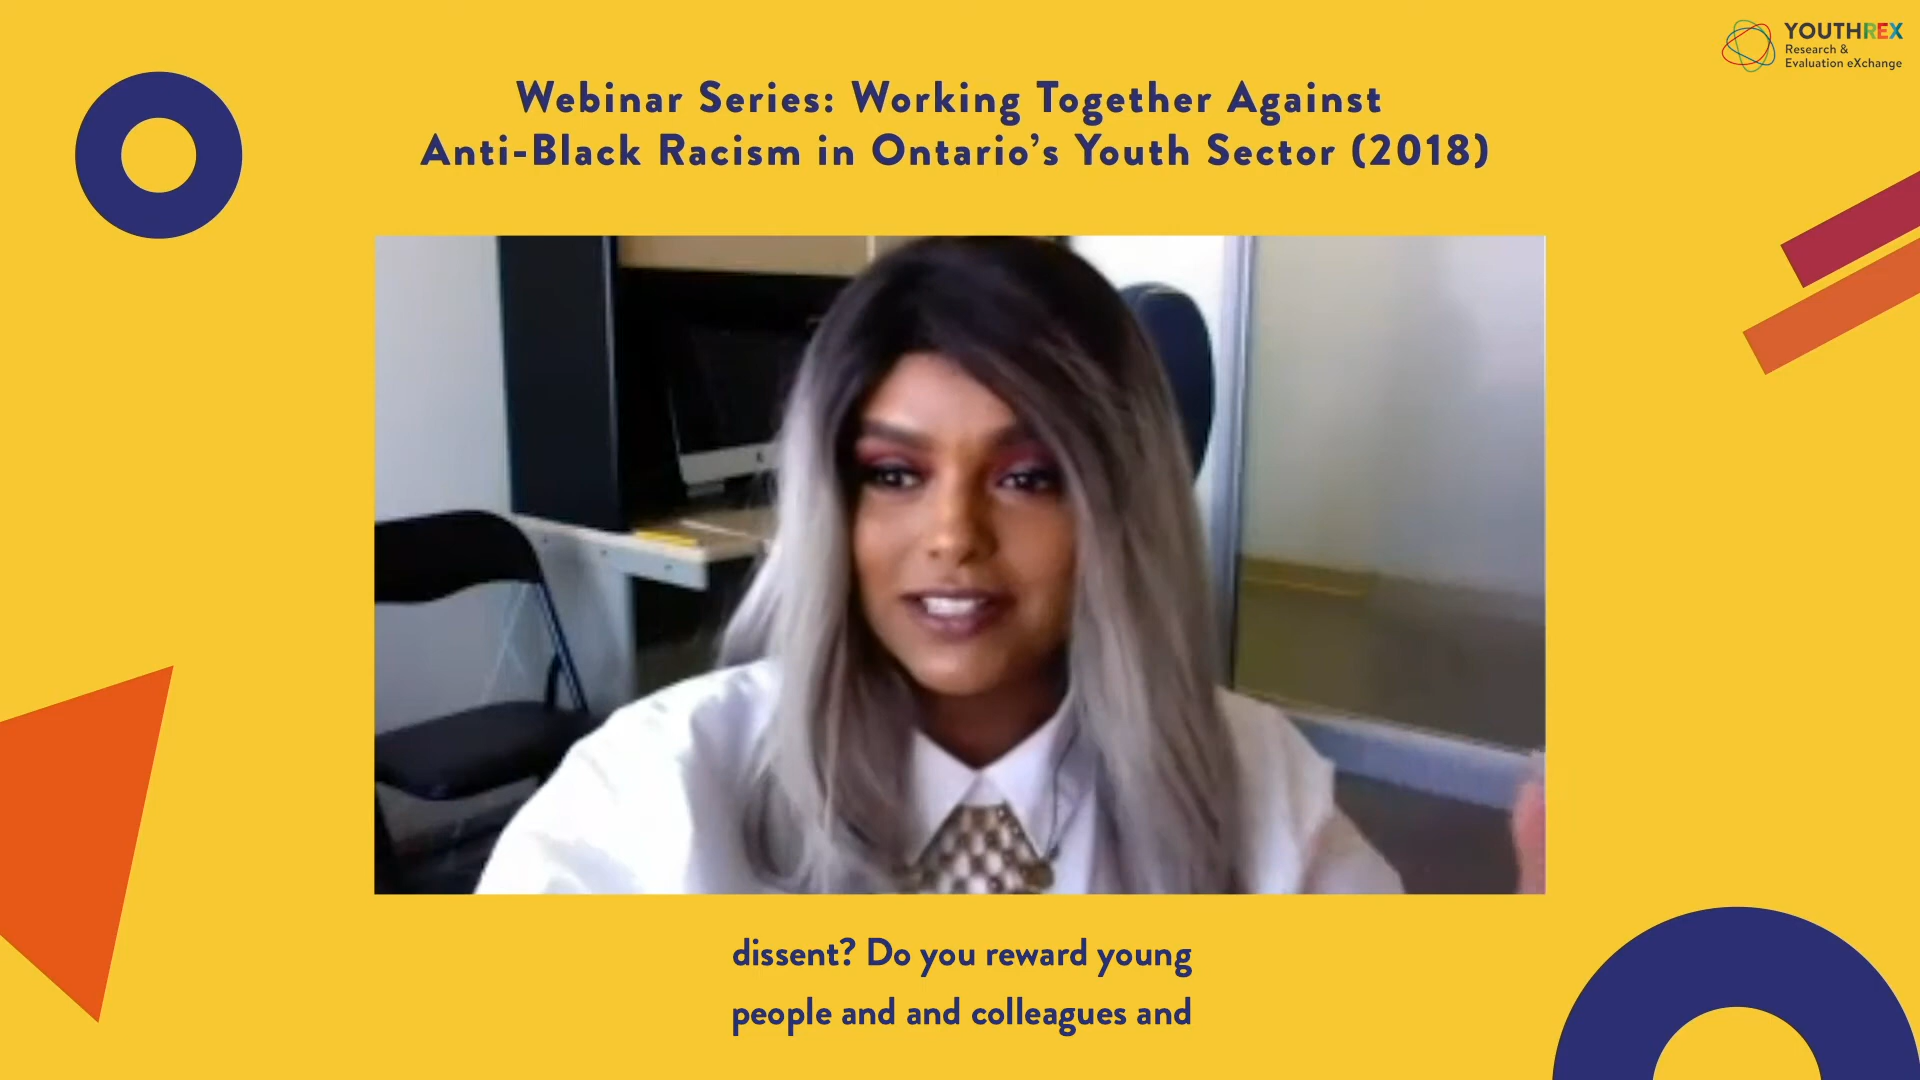 YOUTHREX
Research &
Evaluation eXchange
Webinar Series: Working Together Against
Anti-Black Racism in Ontario's Youth Sector (2018)
dissent? Do you reward young
people and and colleagues and